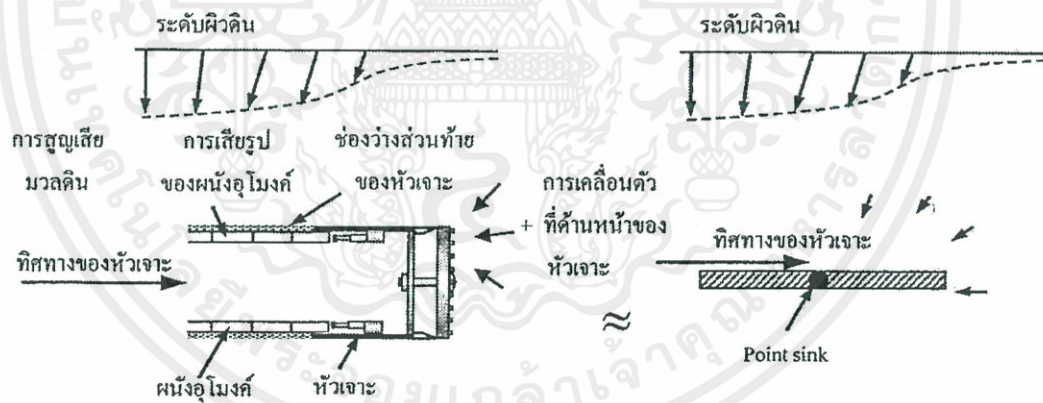 ระดับผิวดิน
ระดับผิวดิน
การสูญเสีย
มวลดิน
การเสียรูป
ของผนังอุโมงค์
ช่องว่างส่วนท้าย
ของหัวเจาะ
การเคลื่อนตัว
+ ที่ด้านหน้าของ
หัวเจาะ
ทิศทางของหัวเจาะ
ทิศทางของหัวเจาะ
≈
Point sink
ผนังอุโมงค์
หัวเจาะ